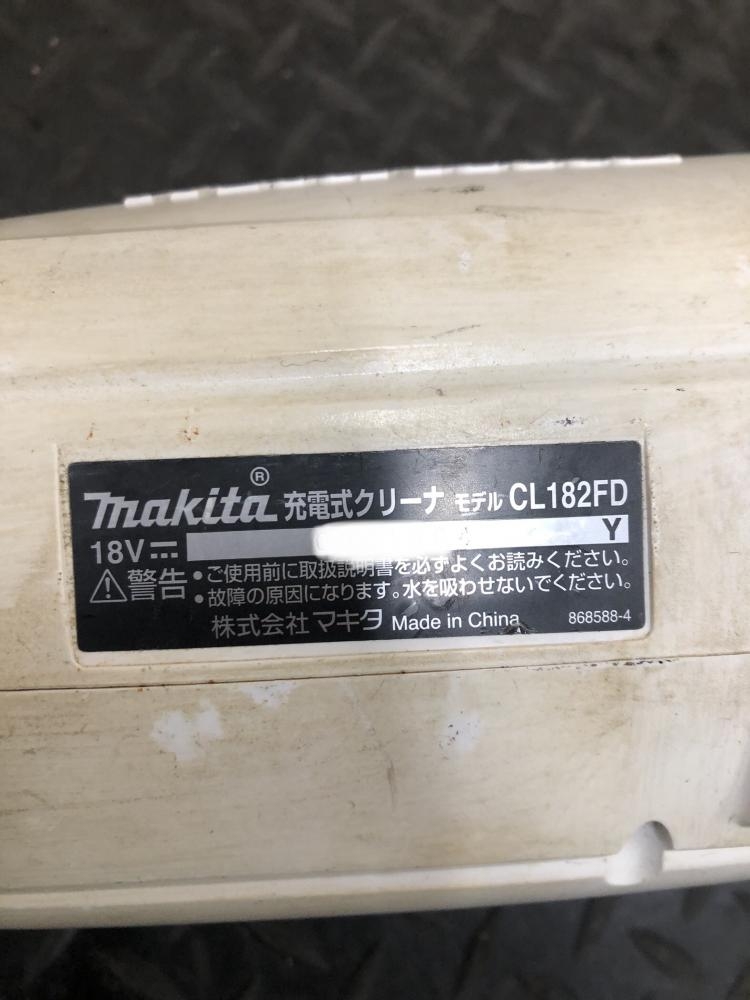 makita® 充電式クリーナ モデル CL182FD
18V⎓ Y
⚠警告 • ご使用前に取扱説明書を必ずよくお読みください。
• 故障の原因になります。水を吸わせないでください。
株式会社 マキタ Made in China 868588-4